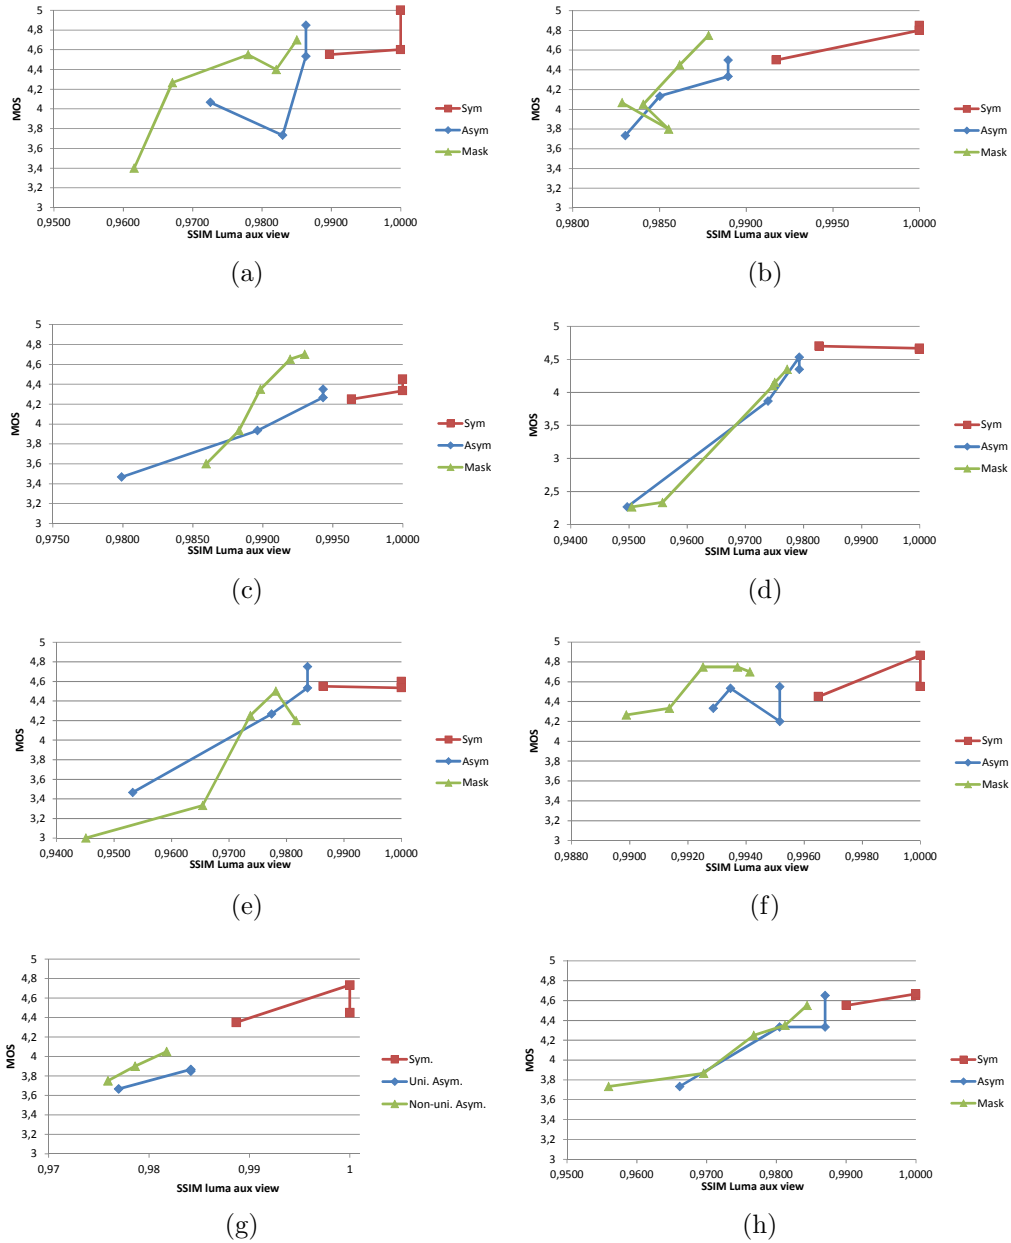 5
4,8
4,6
4,4
4,2
4
3,8
3,6
3,4
3,2
3
MOS
0,9500 0,9600 0,9700 0,9800 0,9900 1,0000
SSIM Luma aux view
Sym
Asym
Mask
(a)
5
4,8
4,6
4,4
4,2
4
3,8
3,6
3,4
3,2
3
MOS
0,9800 0,9850 0,9900 0,9950 1,0000
SSIM Luma aux view
Sym
Asym
Mask
(b)
5
4,8
4,6
4,4
4,2
4
3,8
3,6
3,4
3,2
3
MOS
0,9750 0,9800 0,9850 0,9900 0,9950 1,0000
SSIM Luma aux view
Sym
Asym
Mask
(c)
5
4,5
4
3,5
3
2,5
2
MOS
0,9400 0,9500 0,9600 0,9700 0,9800 0,9900 1,0000
SSIM Luma aux view
Sym
Asym
Mask
(d)
5
4,8
4,6
4,4
4,2
4
3,8
3,6
3,4
3,2
3
MOS
0,9400 0,9500 0,9600 0,9700 0,9800 0,9900 1,0000
SSIM Luma aux view
Sym
Asym
Mask
(e)
5
4,8
4,6
4,4
4,2
4
3,8
3,6
3,4
3,2
3
MOS
0,9880 0,9900 0,9920 0,9940 0,9960 0,9980 1,0000
SSIM Luma aux view
Sym
Asym
Mask
(f)
5
4,8
4,6
4,4
4,2
4
3,8
3,6
3,4
3,2
3
MOS
0,97 0,98 0,99 1
SSIM luma aux view
Sym.
Uni. Asym.
Non-uni. Asym.
(g)
5
4,8
4,6
4,4
4,2
4
3,8
3,6
3,4
3,2
3
MOS
0,9500 0,9600 0,9700 0,9800 0,9900 1,0000
SSIM Luma aux view
Sym
Asym
Mask
(h)